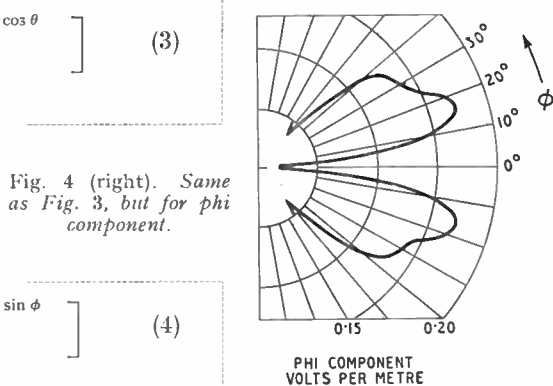 cos θ
(3)
Fig. 4 (right). Same
as Fig. 3, but for phi
component.
sin φ
(4)
30°
20°
10°
0°
φ
0·15
0·20
PHI COMPONENT
VOLTS PER METRE